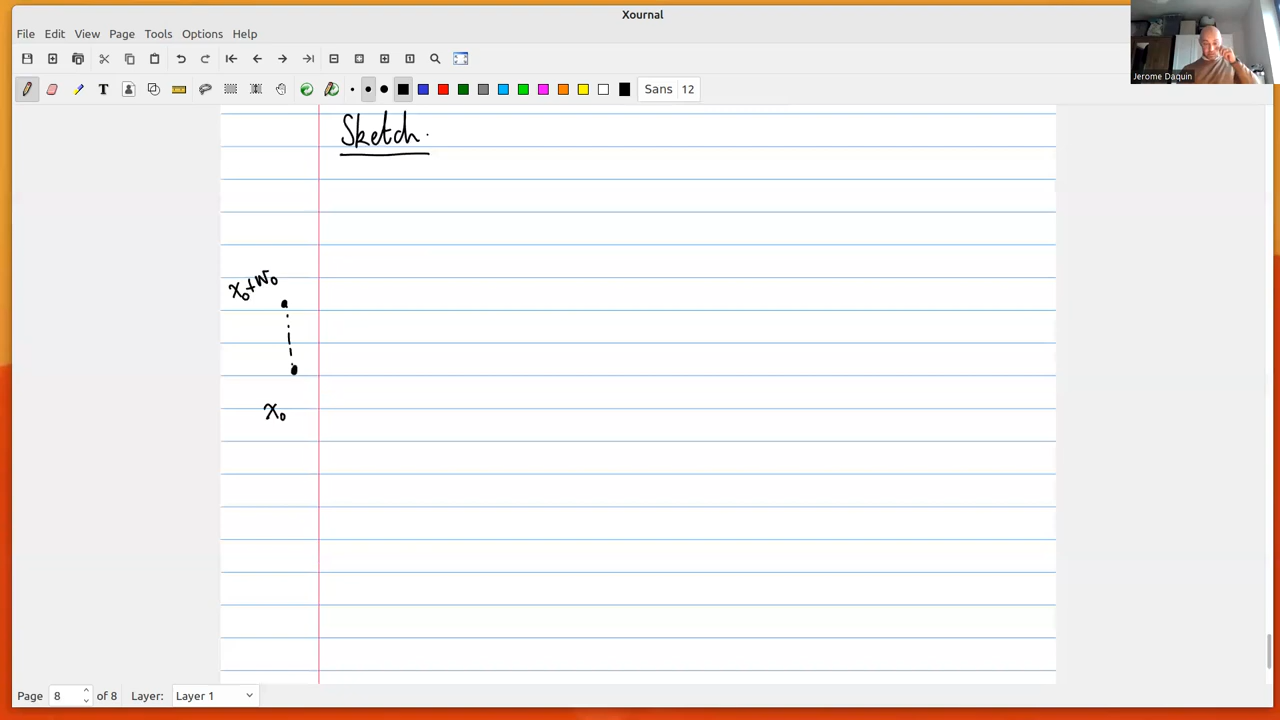 Xournal
Jerome Daquin
File Edit View Page Tools Options Help
Sans 12
Sketch.
x₀+w₀
x₀
Page 8 of 8 Layer: Layer 1